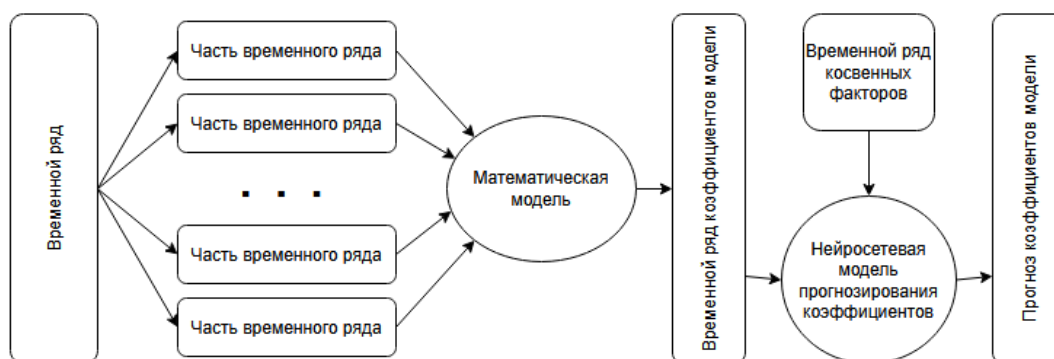 Временной ряд
Часть временного ряда
Часть временного ряда
. . .
Часть временного ряда
Часть временного ряда
Математическая
модель
Временной ряд коэффициентов модели
Временной ряд
косвенных
факторов
Нейросетевая
модель
прогнозирования
коэффициентов
Прогноз коэффициентов модели